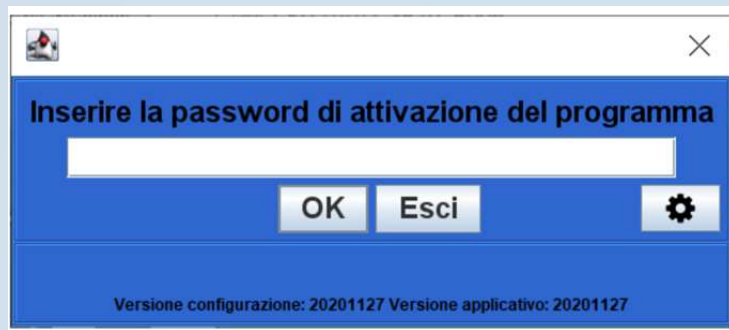 Inserire la password di attivazione del programma
OK Esci
Versione configurazione: 20201127 Versione applicativo: 20201127